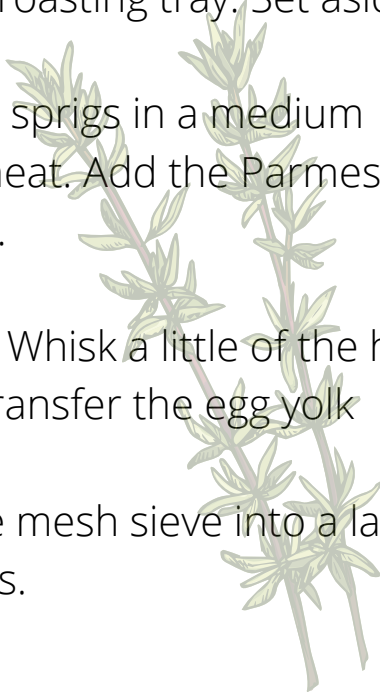 roasting tray. Set asid
sprigs in a medium
heat. Add the Parmes
.
Whisk a little of the h
ransfer the egg yolk
e mesh sieve into a la
s.